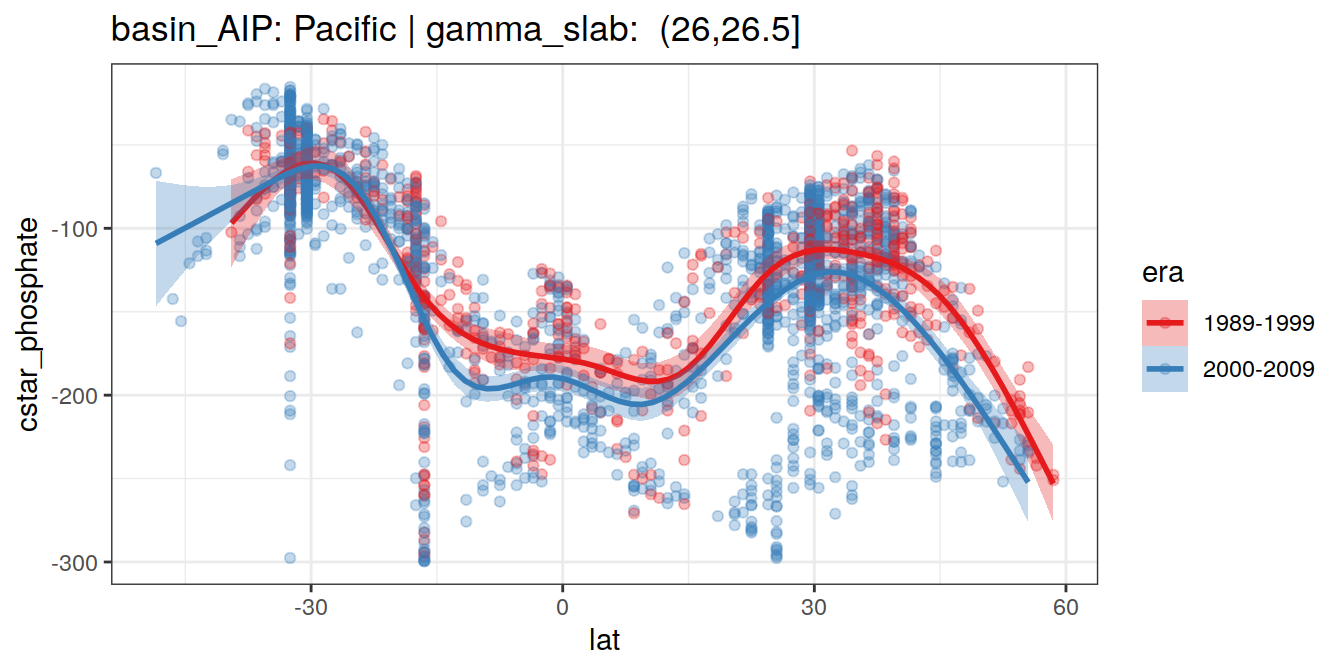 basin_AIP: Pacific | gamma_slab:  (26,26.5]
cstar_phosphate
-100
-200
-300
-30
0
30
60
lat
era
1989-1999
2000-2009